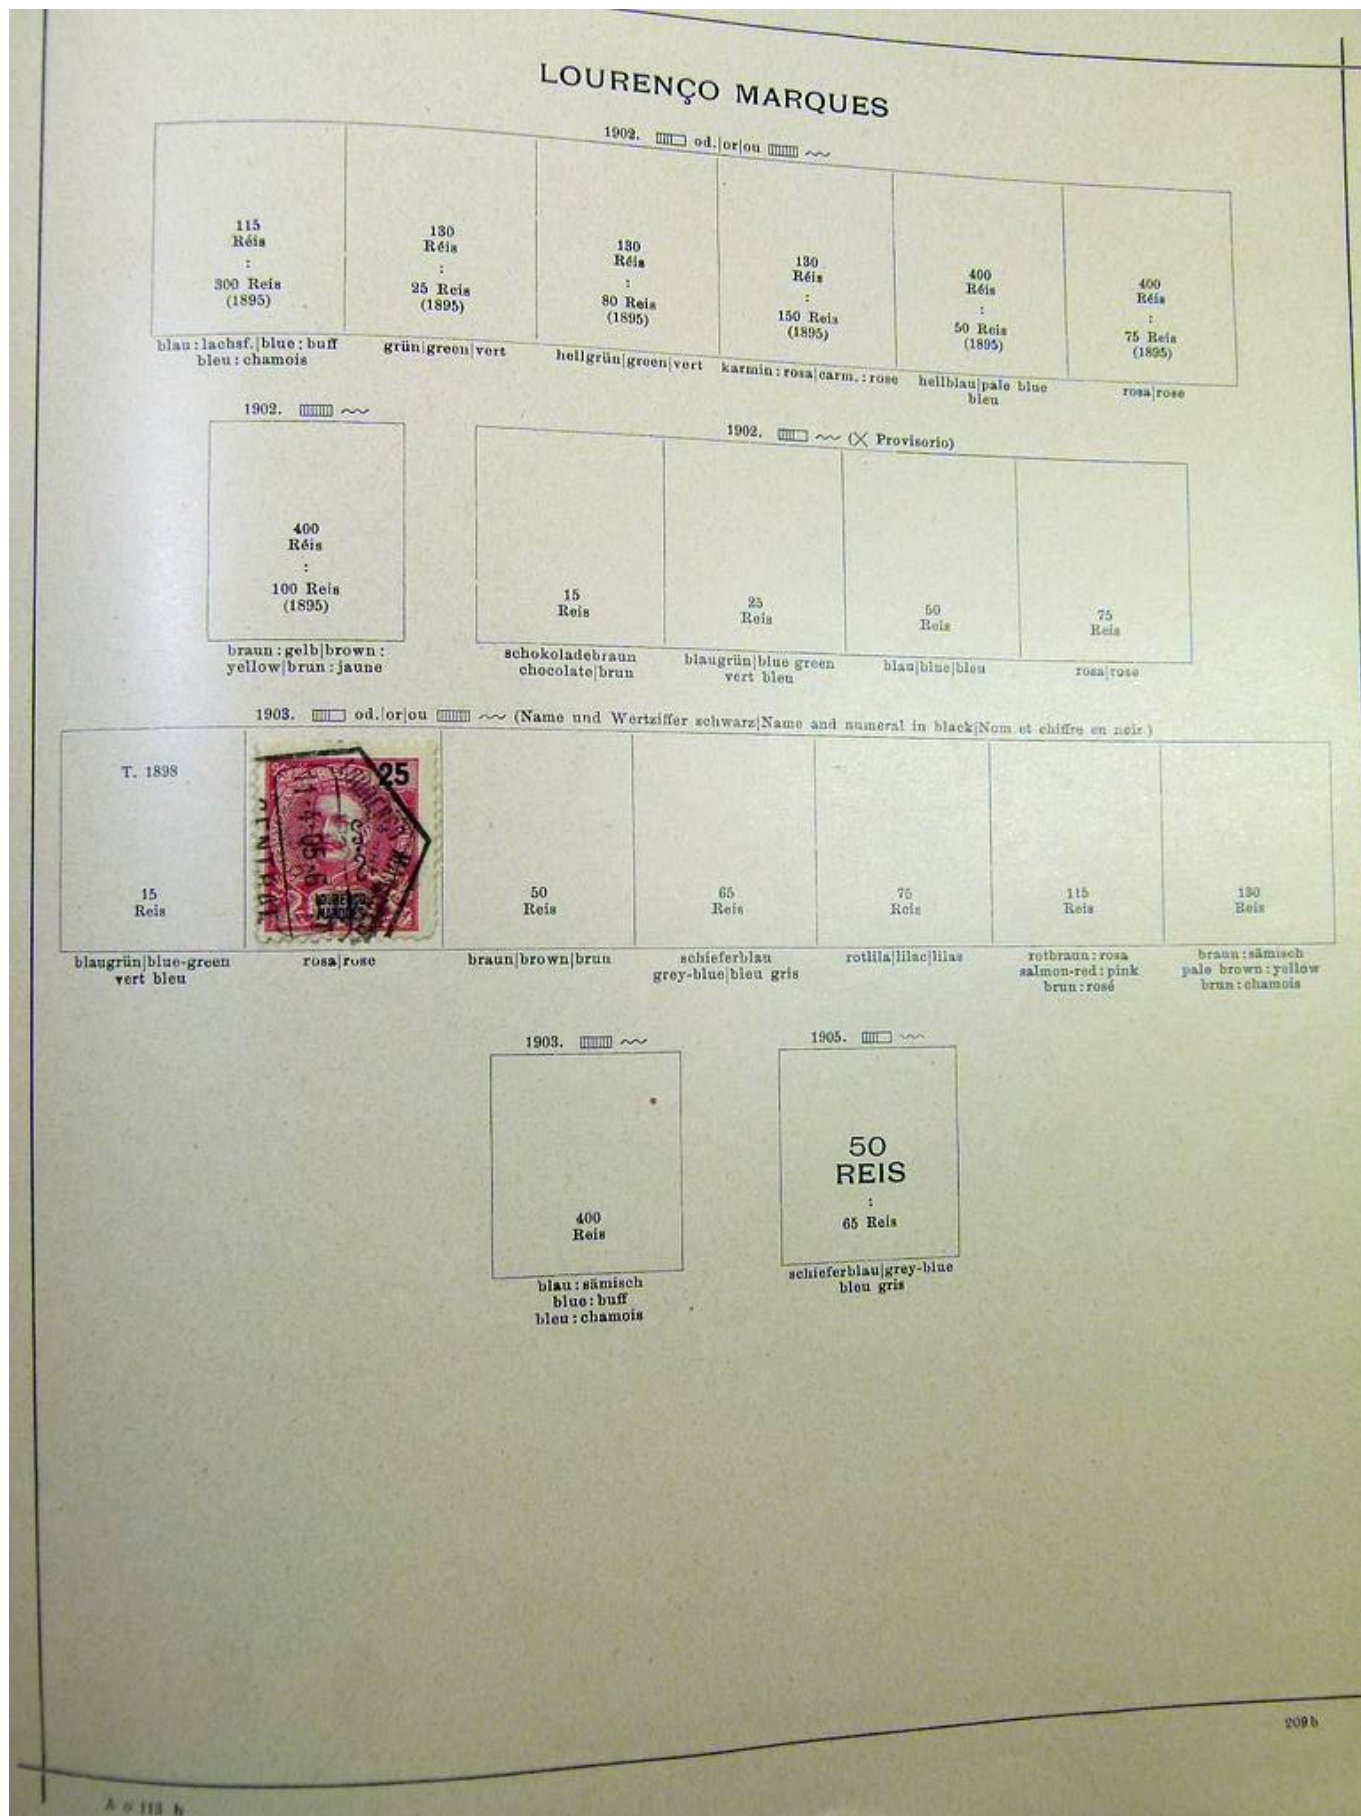 LOURENÇO MARQUES
1902. od.|or|ou
115
Réis
:
300 Reis
(1895)
blau : lachsf.|blue : buff
bleu : chamois
130
Réis
:
25 Reis
(1895)
grün|green|vert
130
Réis
:
80 Reis
(1895)
hellgrün|green|vert
130
Réis
:
150 Reis
(1895)
karmin : rosa|carm. : rose
400
Réis
:
50 Reis
(1895)
hellblau|pale blue
bleu
400
Réis
:
75 Reis
(1895)
rosa|rose
1902.
400
Réis
:
100 Reis
(1895)
braun : gelb|brown :
yellow|brun : jaune
1902. (X Provisorio)
15
Reis
schokoladebraun
chocolate|brun
25
Reis
blaugrün|blue green
vert bleu
50
Reis
blau|blue|bleu
75
Reis
rosa|rose
1903. od.|or|ou (Name und Wertziffer schwarz|Name and numeral in black|Nom et chiffre en noir.)
T. 1898
15
Reis
blaugrün|blue-green
vert bleu
25
LOURENÇO
MARQUES
rosa|rose
50
Reis
braun|brown|brun
65
Reis
schieferblau
grey-blue|bleu gris
75
Reis
rotlila|lilac|lilas
115
Reis
rotbraun : rosa
salmon-red : pink
brun : rosé
130
Reis
braun : sämisch
pale brown : yellow
brun : chamois
1903.
400
Reis
blau : sämisch
blue : buff
bleu : chamois
1905.
50
REIS
:
65 Reis
schieferblau|grey-blue
bleu gris
209 b